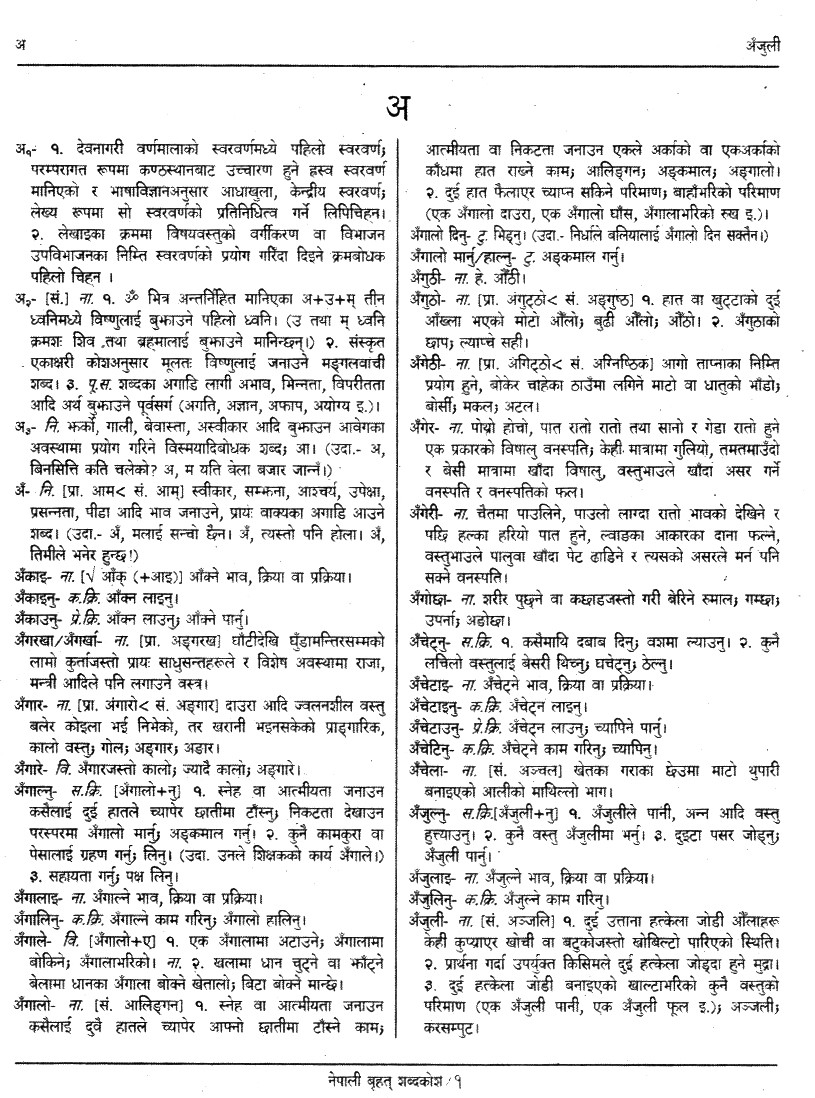 अ
अँजुली
अ
अ१- १. देवनागरी वर्णमालाको स्वरवर्णमध्ये पहिलो स्वरवर्ण;
परम्परागत रूपमा कण्ठस्थानबाट उच्चारण हुने ह्रस्व स्वरवर्ण
मानिएको र भाषाविज्ञानअनुसार आधाखुला, केन्द्रीय स्वरवर्ण;
लेख्य रूपमा सो स्वरवर्णको प्रतिनिधित्व गर्ने लिपिचिहन।
२. लेखाइका क्रममा विषयवस्तुको वर्गीकरण वा विभाजन
उपविभाजनका निम्ति स्वरवर्णको प्रयोग गरिँदा दिइने क्रमबोधक
पहिलो चिहन ।
अ२- [सं.] ना. १. ॐ भित्र अन्तर्निहित मानिएका अ+उ+म् तीन
ध्वनिमध्ये विष्णुलाई बुझाउने पहिलो ध्वनि। (उ तथा म् ध्वनि
क्रमशः शिव तथा ब्रह्मालाई बुझाउने मानिन्छन्।) २. संस्कृत
एकाक्षरी कोशअनुसार मूलतः विष्णुलाई जनाउने मङ्गलवाची
शब्द। ३. पू.स. शब्दका अगाडि लागी अभाव, भिन्नता, विपरीतता
आदि अर्थ बुझाउने पूर्वसर्ग (अगति, अज्ञान, अफाप, अयोग्य इ.)।
अ३- नि. झर्को, गाली, बेवास्ता, अस्वीकार आदि बुझाउन आवेगका
अवस्थामा प्रयोग गरिने विस्मयादिबोधक शब्द; आ। (उदा.- अ,
बिनसित्ति कति चलेको? अ, म यति बेला बजार जान्नँ।)
अँ- नि. [प्रा. आम< सं. आम्] स्वीकार, सम्झना, आश्चर्य, उपेक्षा,
प्रसन्नता, पीडा आदि भाव जनाउने, प्रायः वाक्यका अगाडि आउने
शब्द। (उदा.- अँ, मलाई सन्चो छैन। अँ, त्यस्तो पनि होला। अँ,
तिमीले भनेर हुन्छ!)
अँकाइ- ना. [√ आँक् (+आइ)] आँक्ने भाव, क्रिया वा प्रक्रिया।
अँकाइनु- क.क्रि. आँक्न लाइनु।
अँकाउनु- प्रे.क्रि. आँक्न लाउनु; आँक्ने पार्नु।
अँगरखा/अँगर्खा- ना. [प्रा. अङ्गरख] घाँटीदेखि घुँडामन्तिरसम्मको
लामो कुर्ताजस्तो प्रायः साधुसन्तहरूले र विशेष अवस्थामा राजा,
मन्त्री आदिले पनि लगाउने वस्त्र।
अँगार- ना. [प्रा. अंगारो< सं. अङ्गार] दाउरा आदि ज्वलनशील वस्तु
बलेर कोइला भई निभेको, तर खरानी भइनसकेको प्राङ्गारिक,
कालो वस्तु; गोल; अङ्गार; अङार।
अँगारे- वि. अँगारजस्तो कालो; ज्यादै कालो; अङ्गारे।
अँगाल्नु- स.क्रि. [अँगालो+नु] १. स्नेह वा आत्मीयता जनाउन
कसैलाई दुई हातले च्यापेर छातीमा टाँस्नु; निकटता देखाउन
परस्परमा अँगालो मार्नु; अङ्कमाल गर्नु। २. कुनै कामकुरा वा
पेसालाई ग्रहण गर्नु; लिनु। (उदा. उनले शिक्षकको कार्य अँगाले।)
३. सहायता गर्नु; पक्ष लिनु।
अँगालाइ- ना. अँगाल्ने भाव, क्रिया वा प्रक्रिया।
अँगालिनु- क.क्रि. अँगाल्ने काम गरिनु; अँगालो हालिनु।
अँगाले- वि. [अँगालो+ए] १. एक अँगालामा अटाउने; अँगालामा
बोकिने; अँगालाभरिको। ना. २. खलामा धान चुट्ने वा झाँट्ने
बेलामा धानका अँगाला बोक्ने खेतालो; बिटा बोक्ने मान्छे।
अँगालो- ना. [सं. आलिङ्गन] १. स्नेह वा आत्मीयता जनाउन
कसैलाई दुवै हातले च्यापेर आफ्नो छातीमा टाँस्ने काम;
आत्मीयता वा निकटता जनाउन एकले अर्काको वा एकअर्काको
काँधमा हात राख्ने काम; आलिङ्गन; अङ्कमाल; अङ्गालो।
२. दुई हात फैलाएर च्याप्न सकिने परिमाण; बाहाँभरिको परिमाण
(एक अँगालो दाउरा, एक अँगालो घाँस, अँगालाभरिको रुख इ.)।
अँगालो दिनु- टु. भिड्नु। (उदा.- निर्धाले बलियालाई अँगालो दिन सक्तैन।)
अँगालो मार्नु/हाल्नु- टु. अङ्कमाल गर्नु।
अँगुठी- ना. हे. औँठी।
अँगुठो- ना. [प्रा. अंगुट्ठो< सं. अङ्गुष्ठ] १. हात वा खुट्टाको दुई
आँख्ला भएको मोटो औँलो; बुढी औँलो; औँठो। २. अँगुठाको
छाप; ल्याप्चे सही।
अँगेठी- ना. [प्रा. अंगिट्ठो< सं. अग्निष्ठिक] आगो ताप्नाका निम्ति
प्रयोग हुने, बोकेर चाहेका ठाउँमा लगिने माटो वा धातुको भाँडो;
बोर्सी; मकल; अटल।
अँगेर- ना. पोथ्रो होचो, पात रातो रातो तथा सानो र गेडा रातो हुने
एक प्रकारको विषालु वनस्पति; केही मात्रामा गुलियो, तमतमाउँदो
र बेसी मात्रामा खाँदा विषालु, वस्तुभाउले खाँदा असर गर्ने
वनस्पति र वनस्पतिको फल।
अँगेरी- ना. चैतमा पाउलिने, पाउलो लाग्दा रातो भावको देखिने र
पछि हल्का हरियो पात हुने, ल्वाङका आकारका दाना फल्ने,
वस्तुभाउले पालुवा खाँदा पेट ढाडिने र त्यसको असरले मर्न पनि
सक्ने वनस्पति।
अँगोछा- ना. शरीर पुछ्ने वा कछाडजस्तो गरी बेरिने रुमाल; गम्छा;
उपर्ना; अङोछा।
अँचेट्नु- स.क्रि. १. कसैमाथि दबाब दिनु; वशमा ल्याउनु। २. कुनै
लचिलो वस्तुलाई बेसरी थिच्नु; घचेट्नु; ठेल्नु।
अँचेटाइ- ना. अँचेट्ने भाव, क्रिया वा प्रक्रिया।
अँचेटाइनु- क.क्रि. अँचेट्न लाइनु।
अँचेटाउनु- प्रे.क्रि. अँचेट्न लाउनु; च्यापिने पार्नु।
अँचेटिनु- क.क्रि. अँचेट्ने काम गरिनु; च्यापिनु।
अँचेला- ना. [सं. अञ्चल] खेतका गराका छेउमा माटो थुपारी
बनाइएको आलीको माथिल्लो भाग।
अँजुल्नु- स.क्रि.[अँजुली+नु] १. अँजुलीले पानी, अन्न आदि वस्तु
हुत्त्याउनु। २. कुनै वस्तु अँजुलीमा भर्नु। ३. दुइटा पसर जोड्नु;
अँजुली पार्नु।
अँजुलाइ- ना. अँजुल्ने भाव, क्रिया वा प्रक्रिया।
अँजुलिनु- क.क्रि. अँजुल्ने काम गरिनु।
अँजुली- ना. [सं. अञ्जलि] १. दुई उत्ताना हत्केला जोडी औँलाहरू
केही कुप्र्याएर खोची वा बटुकोजस्तो खोबिल्टो पारिएको स्थिति।
२. प्रार्थना गर्दा उपर्युक्त किसिमले दुई हत्केला जोड्दा हुने मुद्रा।
३. दुई हत्केला जोडी बनाइएको खाल्टाभरिको कुनै वस्तुको
परिमाण (एक अँजुली पानी, एक अँजुली फूल इ.); अञ्जली;
करसम्पुट।
नेपाली बृहत् शब्दकोश/१